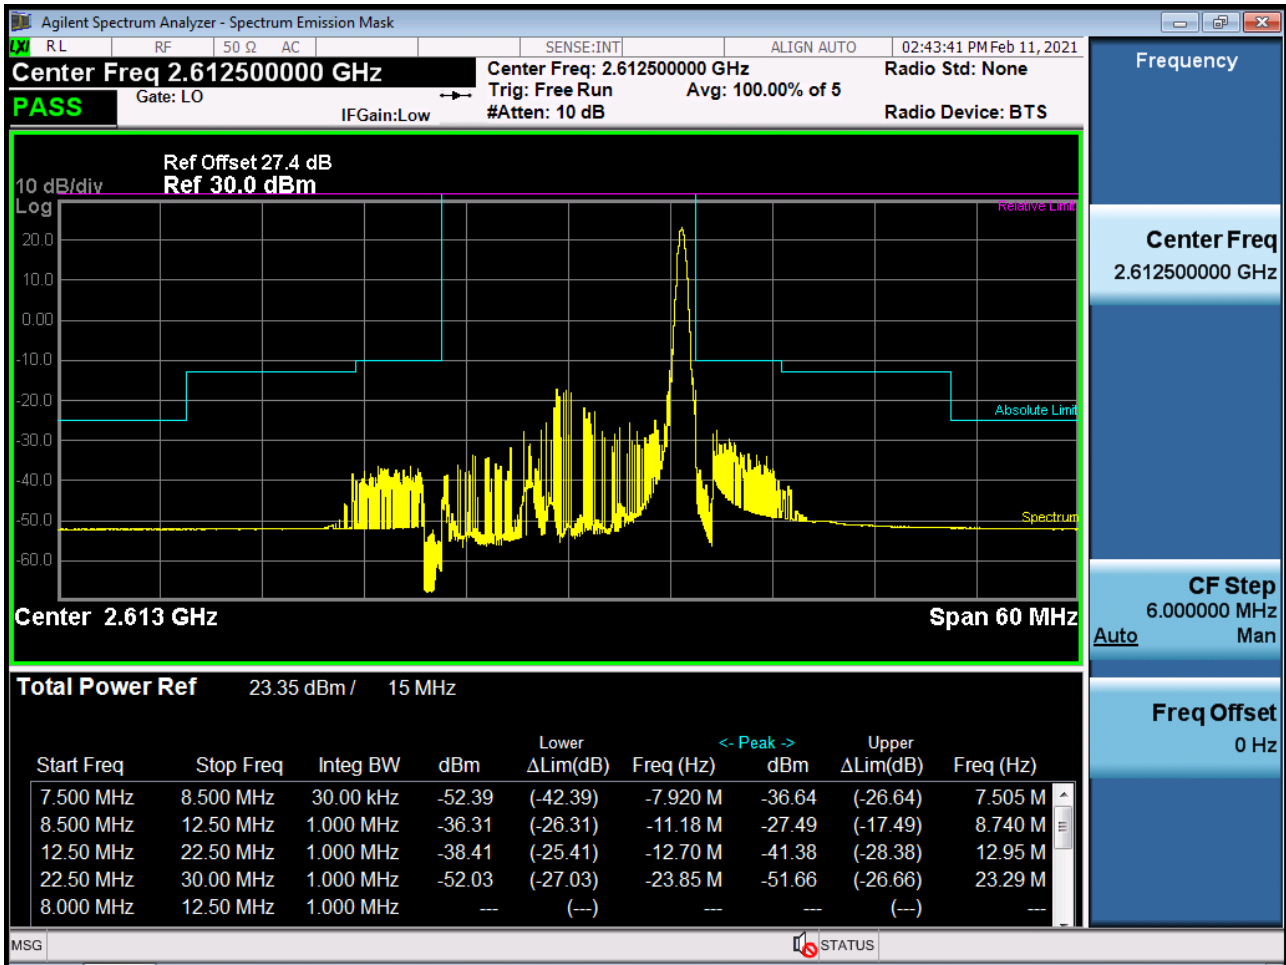 Agilent Spectrum Analyzer - Spectrum Emission Mask
LXI RL RF 50 Ω AC SENSE:INT ALIGN AUTO 02:43:41 PM Feb 11, 2021
Center Freq 2.612500000 GHz
Center Freq: 2.612500000 GHz
Radio Std: None
PASS
Gate: LO
Trig: Free Run Avg: 100.00% of 5
IFGain:Low
#Atten: 10 dB
Radio Device: BTS
Ref Offset 27.4 dB
10 dB/div Ref 30.0 dBm
Log
Relative Limit
20.0
10.0
0.00
-10.0
-20.0
Absolute Limit
-30.0
-40.0
-50.0
Spectrum
-60.0
Center 2.613 GHz Span 60 MHz
Total Power Ref 23.35 dBm / 15 MHz
Lower <- Peak -> Upper
Start Freq Stop Freq Integ BW dBm ΔLim(dB) Freq (Hz) dBm ΔLim(dB) Freq (Hz)
7.500 MHz 8.500 MHz 30.00 kHz -52.39 (-42.39) -7.920 M -36.64 (-26.64) 7.505 M
8.500 MHz 12.50 MHz 1.000 MHz -36.31 (-26.31) -11.18 M -27.49 (-17.49) 8.740 M
12.50 MHz 22.50 MHz 1.000 MHz -38.41 (-25.41) -12.70 M -41.38 (-28.38) 12.95 M
22.50 MHz 30.00 MHz 1.000 MHz -52.03 (-27.03) -23.85 M -51.66 (-26.66) 23.29 M
8.000 MHz 12.50 MHz 1.000 MHz --- (---) --- --- (---) ---
MSG STATUS
Frequency
Center Freq
2.612500000 GHz
CF Step
6.000000 MHz
Auto Man
Freq Offset
0 Hz